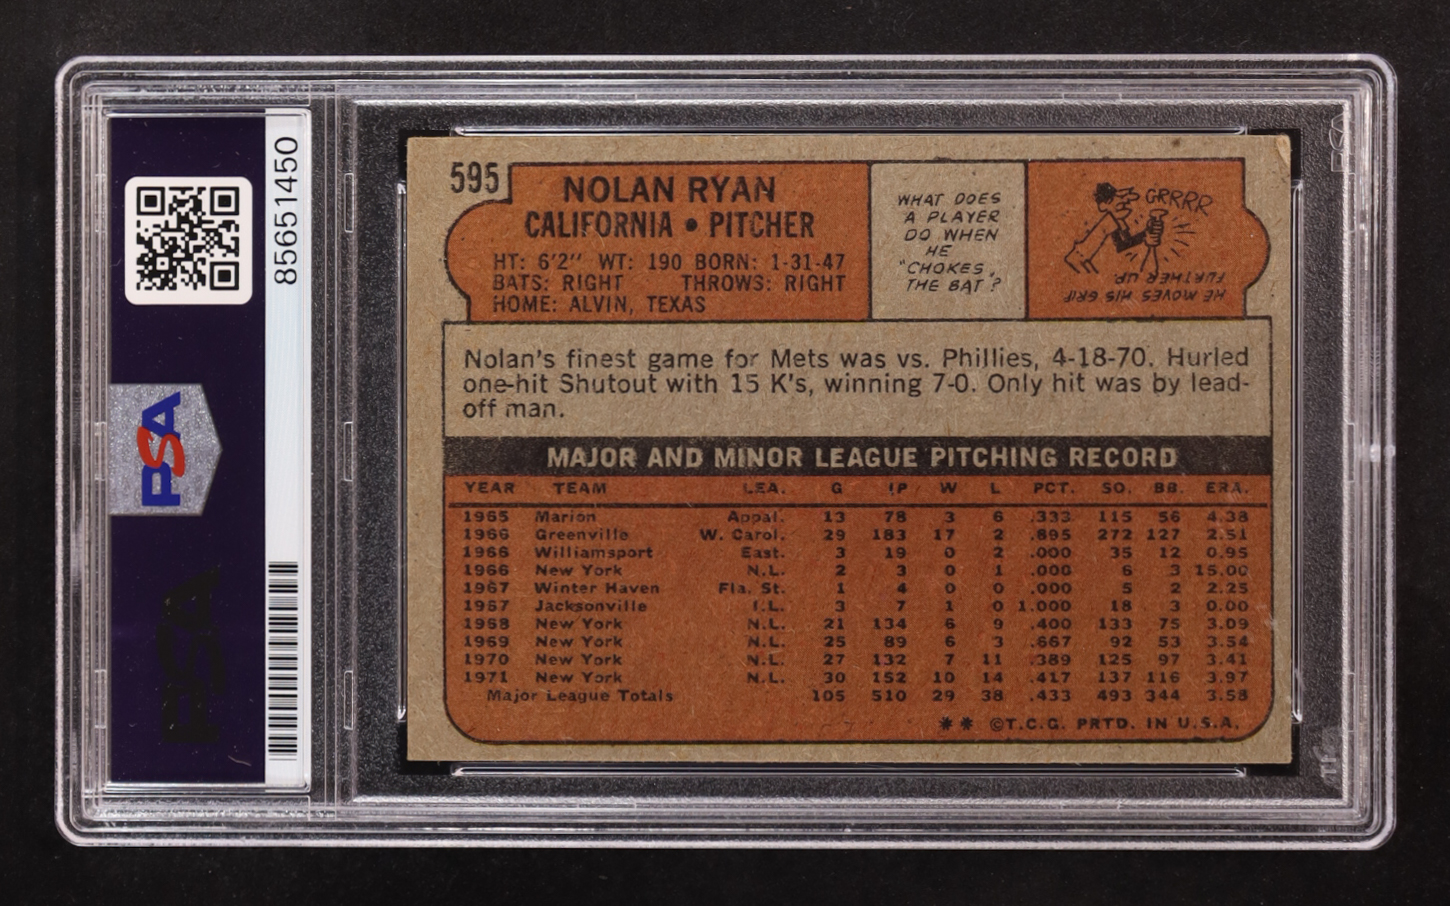 85651450
PSA
PSA
595
NOLAN RYAN
CALIFORNIA • PITCHER
HT: 6'2" WT: 190 BORN: 1-31-47
BATS: RIGHT THROWS: RIGHT
HOME: ALVIN, TEXAS
WHAT DOES
A PLAYER
DO WHEN
HE
"CHOKES,
THE BAT?
GRRRR
HE MOVES HIS GRIP
FURTHER UP.
Nolan's finest game for Mets was vs. Phillies, 4-18-70. Hurled
one-hit Shutout with 15 K's, winning 7-0. Only hit was by lead-
off man.
MAJOR AND MINOR LEAGUE PITCHING RECORD
YEAR TEAM LEA. G IP W L PCT. SO. BB. ERA.
1965 Marion Appal. 13 78 3 6 .333 115 56 4.38
1966 Greenville W. Carol. 29 183 17 2 .895 272 127 2.51
1966 Williamsport East. 3 19 0 2 .000 35 12 0.95
1966 New York N.L. 2 3 0 1 .000 6 3 15.00
1967 Winter Haven Fla. St. 1 4 0 0 .000 5 2 2.25
1967 Jacksonville I.L. 3 7 1 0 1.000 18 3 0.00
1968 New York N.L. 21 134 6 9 .400 133 75 3.09
1969 New York N.L. 25 89 6 3 .667 92 53 3.54
1970 New York N.L. 27 132 7 11 .389 125 97 3.41
1971 New York N.L. 30 152 10 14 .417 137 116 3.97
Major League Totals 105 510 29 38 .433 493 344 3.58
** ©T.C.G. PRTD. IN U.S.A.